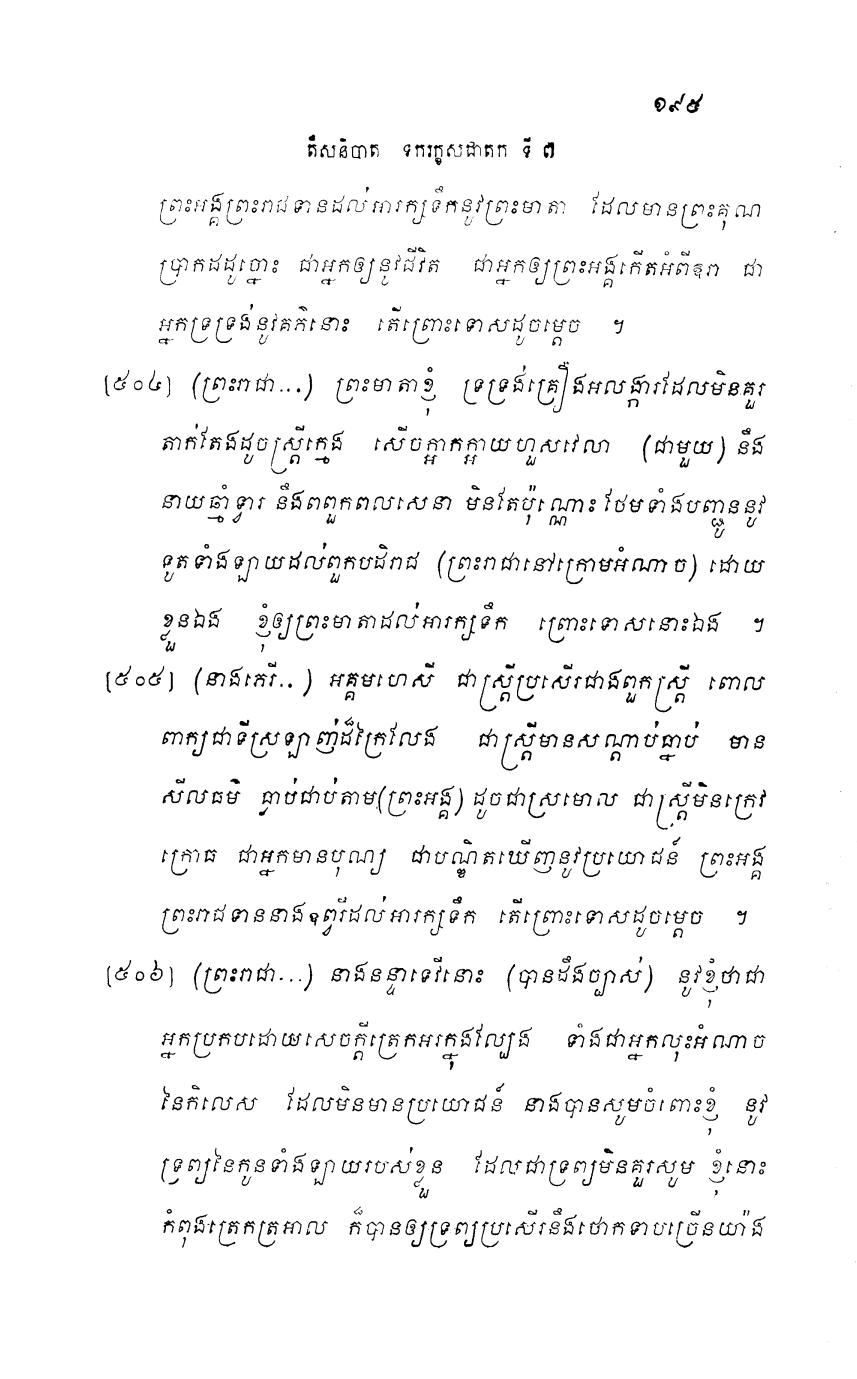 ១៩៥
តឹសនិបាត ទករក្ខសជាតក ទី ៧
ព្រះអង្គព្រះរាជទានដល់អារក្សទឹកនូវព្រះមាតា ដែលមានព្រះគុណ
ប្រាកដដូច្នោះ ជាអ្នកឲ្យនូវជីវិត ជាអ្នកឲ្យព្រះអង្គកើតអំពីឧរា ជា
អ្នកទ្រទ្រង់នូវគភ៌នោះ តើព្រោះទោសដូចម្តេច ។
[៥០៤] (ព្រះរាជា...) ព្រះមាតាខ្ញុំ ទ្រទ្រង់គ្រឿងអលង្ការដែលមិនគួរ
តាក់តែងដូចស្ត្រីក្មេង សើចក្អាកក្អាយហួសវេលា (ជាមួយ) នឹង
នាយឆ្មាំទ្វារ នឹងពពួកពលសេនា មិនតែប៉ុណ្ណោះ ថែមទាំងបញ្ជូននូវ
ទូតទាំងឡាយដល់ពួកបដិរាជ (ព្រះរាជានៅក្រោមអំណាច) ដោយ
ខ្លួនឯង ខ្ញុំឲ្យព្រះមាតាដល់អារក្សទឹក ព្រោះទោសនោះឯង ។
[៥០៥] (នាងភេរី..) អគ្គមហេសី ជាស្ត្រីប្រសើរជាងពួកស្ត្រី ពោល
ពាក្យជាទីស្រឡាញ់ដ៏ក្រៃលែង ជាស្ត្រីមានសណ្តាប់ធ្នាប់ មាន
សីលធម៌ ធ្លាប់ជាប់តាម(ព្រះអង្គ) ដូចជាស្រមោល ជាស្ត្រីមិនក្រេវ
ក្រោធ ជាអ្នកមានបុណ្យ ជាបណ្ឌិតឃើញនូវប្រយោជន៍ ព្រះអង្គ
ព្រះរាជទាននាងឧព្វរីដល់អារក្សទឹក តើព្រោះទោសដូចម្តេច ។
[៥០៦] (ព្រះរាជា...) នាងនន្ទាទេវីនោះ (បានដឹងច្បាស់) នូវខ្ញុំថាជា
អ្នកប្រកបដោយសេចក្តីត្រេកអរក្នុងល្បែង ទាំងជាអ្នកលុះអំណាច
នៃកិលេស ដែលមិនមានប្រយោជន៍ នាងបានសូមចំពោះខ្ញុំ នូវ
ទ្រព្យនៃកូនទាំងឡាយរបស់ខ្លួន ដែលជាទ្រព្យមិនគួរសូម ខ្ញុំនោះ
កំពុងត្រេកត្រអាល ក៏បានឲ្យទ្រព្យប្រសើរនឹងថោកទាបច្រើនយ៉ាង